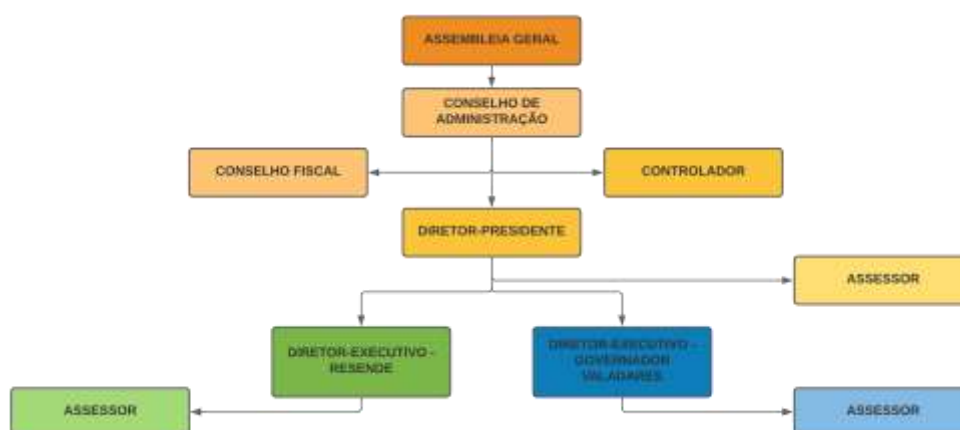 ASSEMBLEIA GERAL
CONSELHO DE
ADMINISTRAÇÃO
CONSELHO FISCAL
CONTROLADOR
DIRETOR-PRESIDENTE
ASSESSOR
DIRETOR-EXECUTIVO -
RESENDE
DIRETOR-EXECUTIVO -
GOVERNADOR
VALADARES
ASSESSOR
ASSESSOR